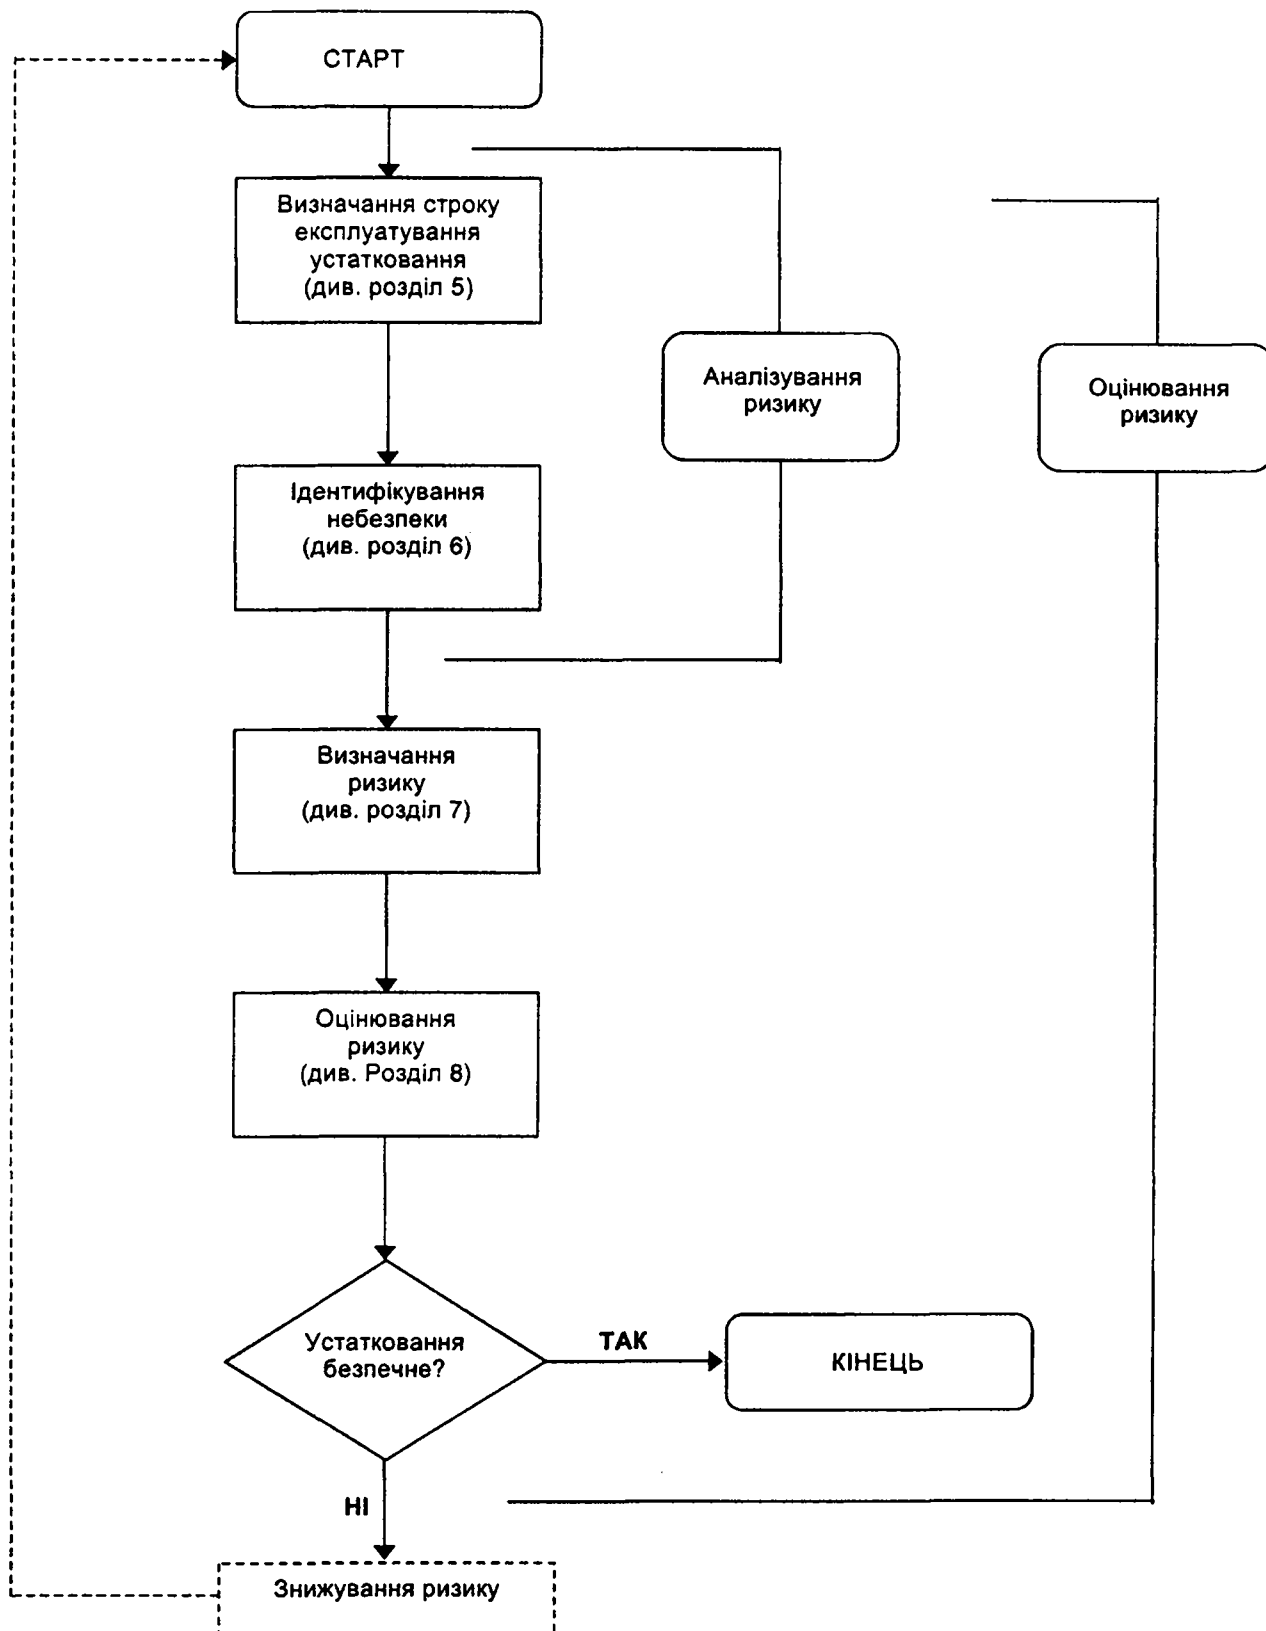 СТАРТ
Визначання строку
експлуатування
устатковання
(див. розділ 5)
Аналізування
ризику
Оцінювання
ризику
Ідентифікування
небезпеки
(див. розділ 6)
Визначання
ризику
(див. розділ 7)
Оцінювання
ризику
(див. Розділ 8)
Устатковання
безпечне?
ТАК
КІНЕЦЬ
НІ
Знижування ризику